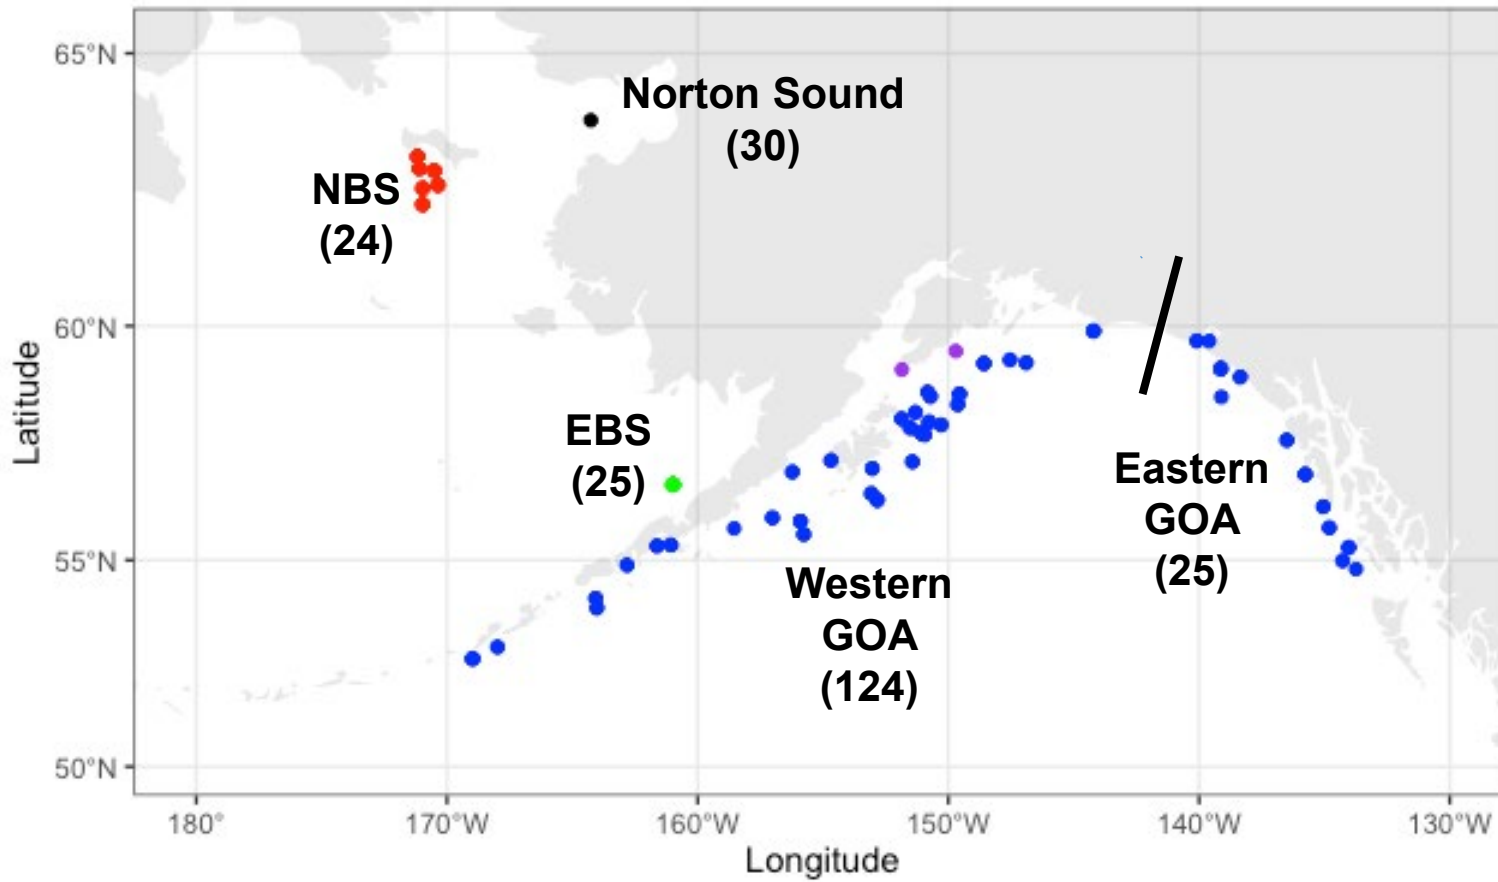 65°N
Norton Sound
(30)
NBS
(24)
60°N
EBS
(25)
Eastern
GOA
(25)
55°N
Western
GOA
(124)
50°N
180°
170°W
160°W
150°W
140°W
130°W
Latitude
Longitude